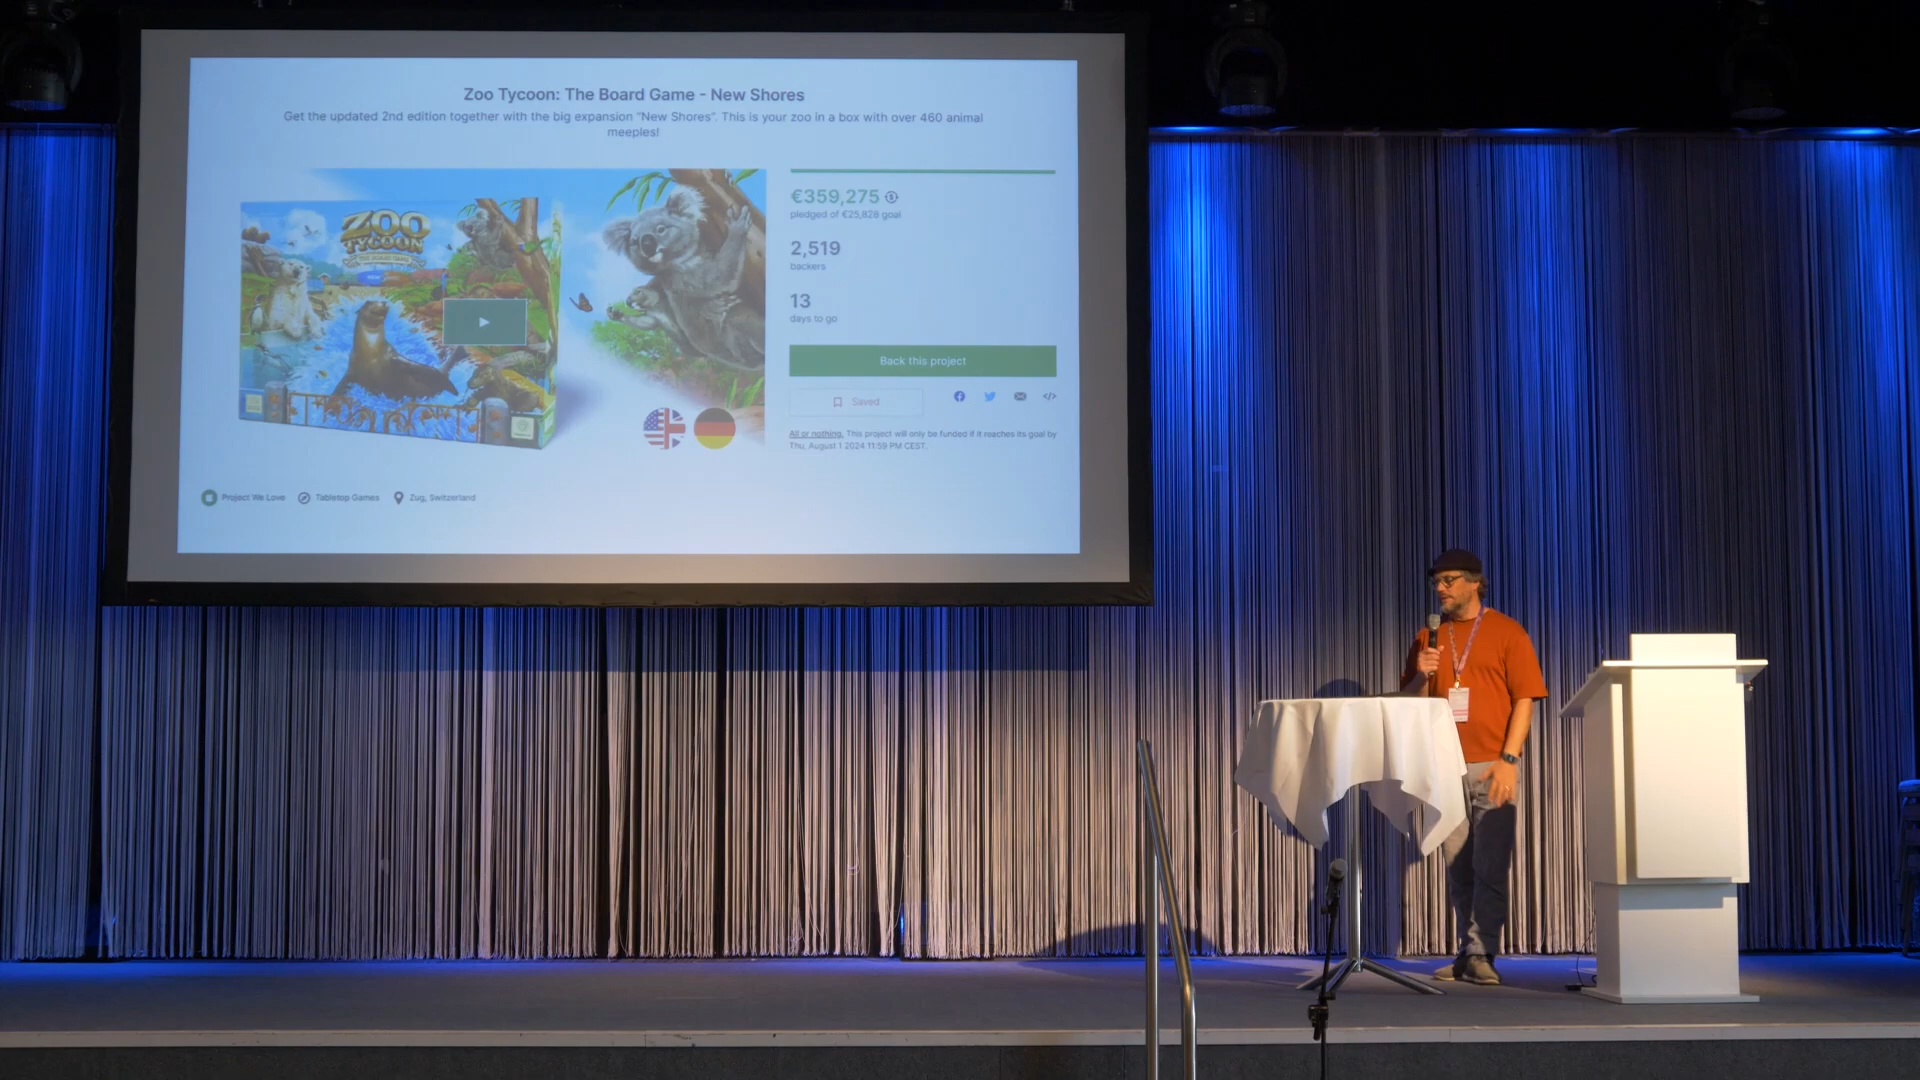 Zoo Tycoon: The Board Game - New Shores
Get the updated 2nd edition together with the big expansion "New Shores". This is your zoo in a box with over 460 animal
meeples!
ZOO
TYCOON
THE BOARD GAME
€359,275
pledged of €25,828 goal
2,519
backers
13
days to go
Back this project
Saved
All or nothing. This project will only be funded if it reaches its goal by
Thu, August 1 2024 11:59 PM CEST.
Project We Love
Tabletop Games
Zug, Switzerland